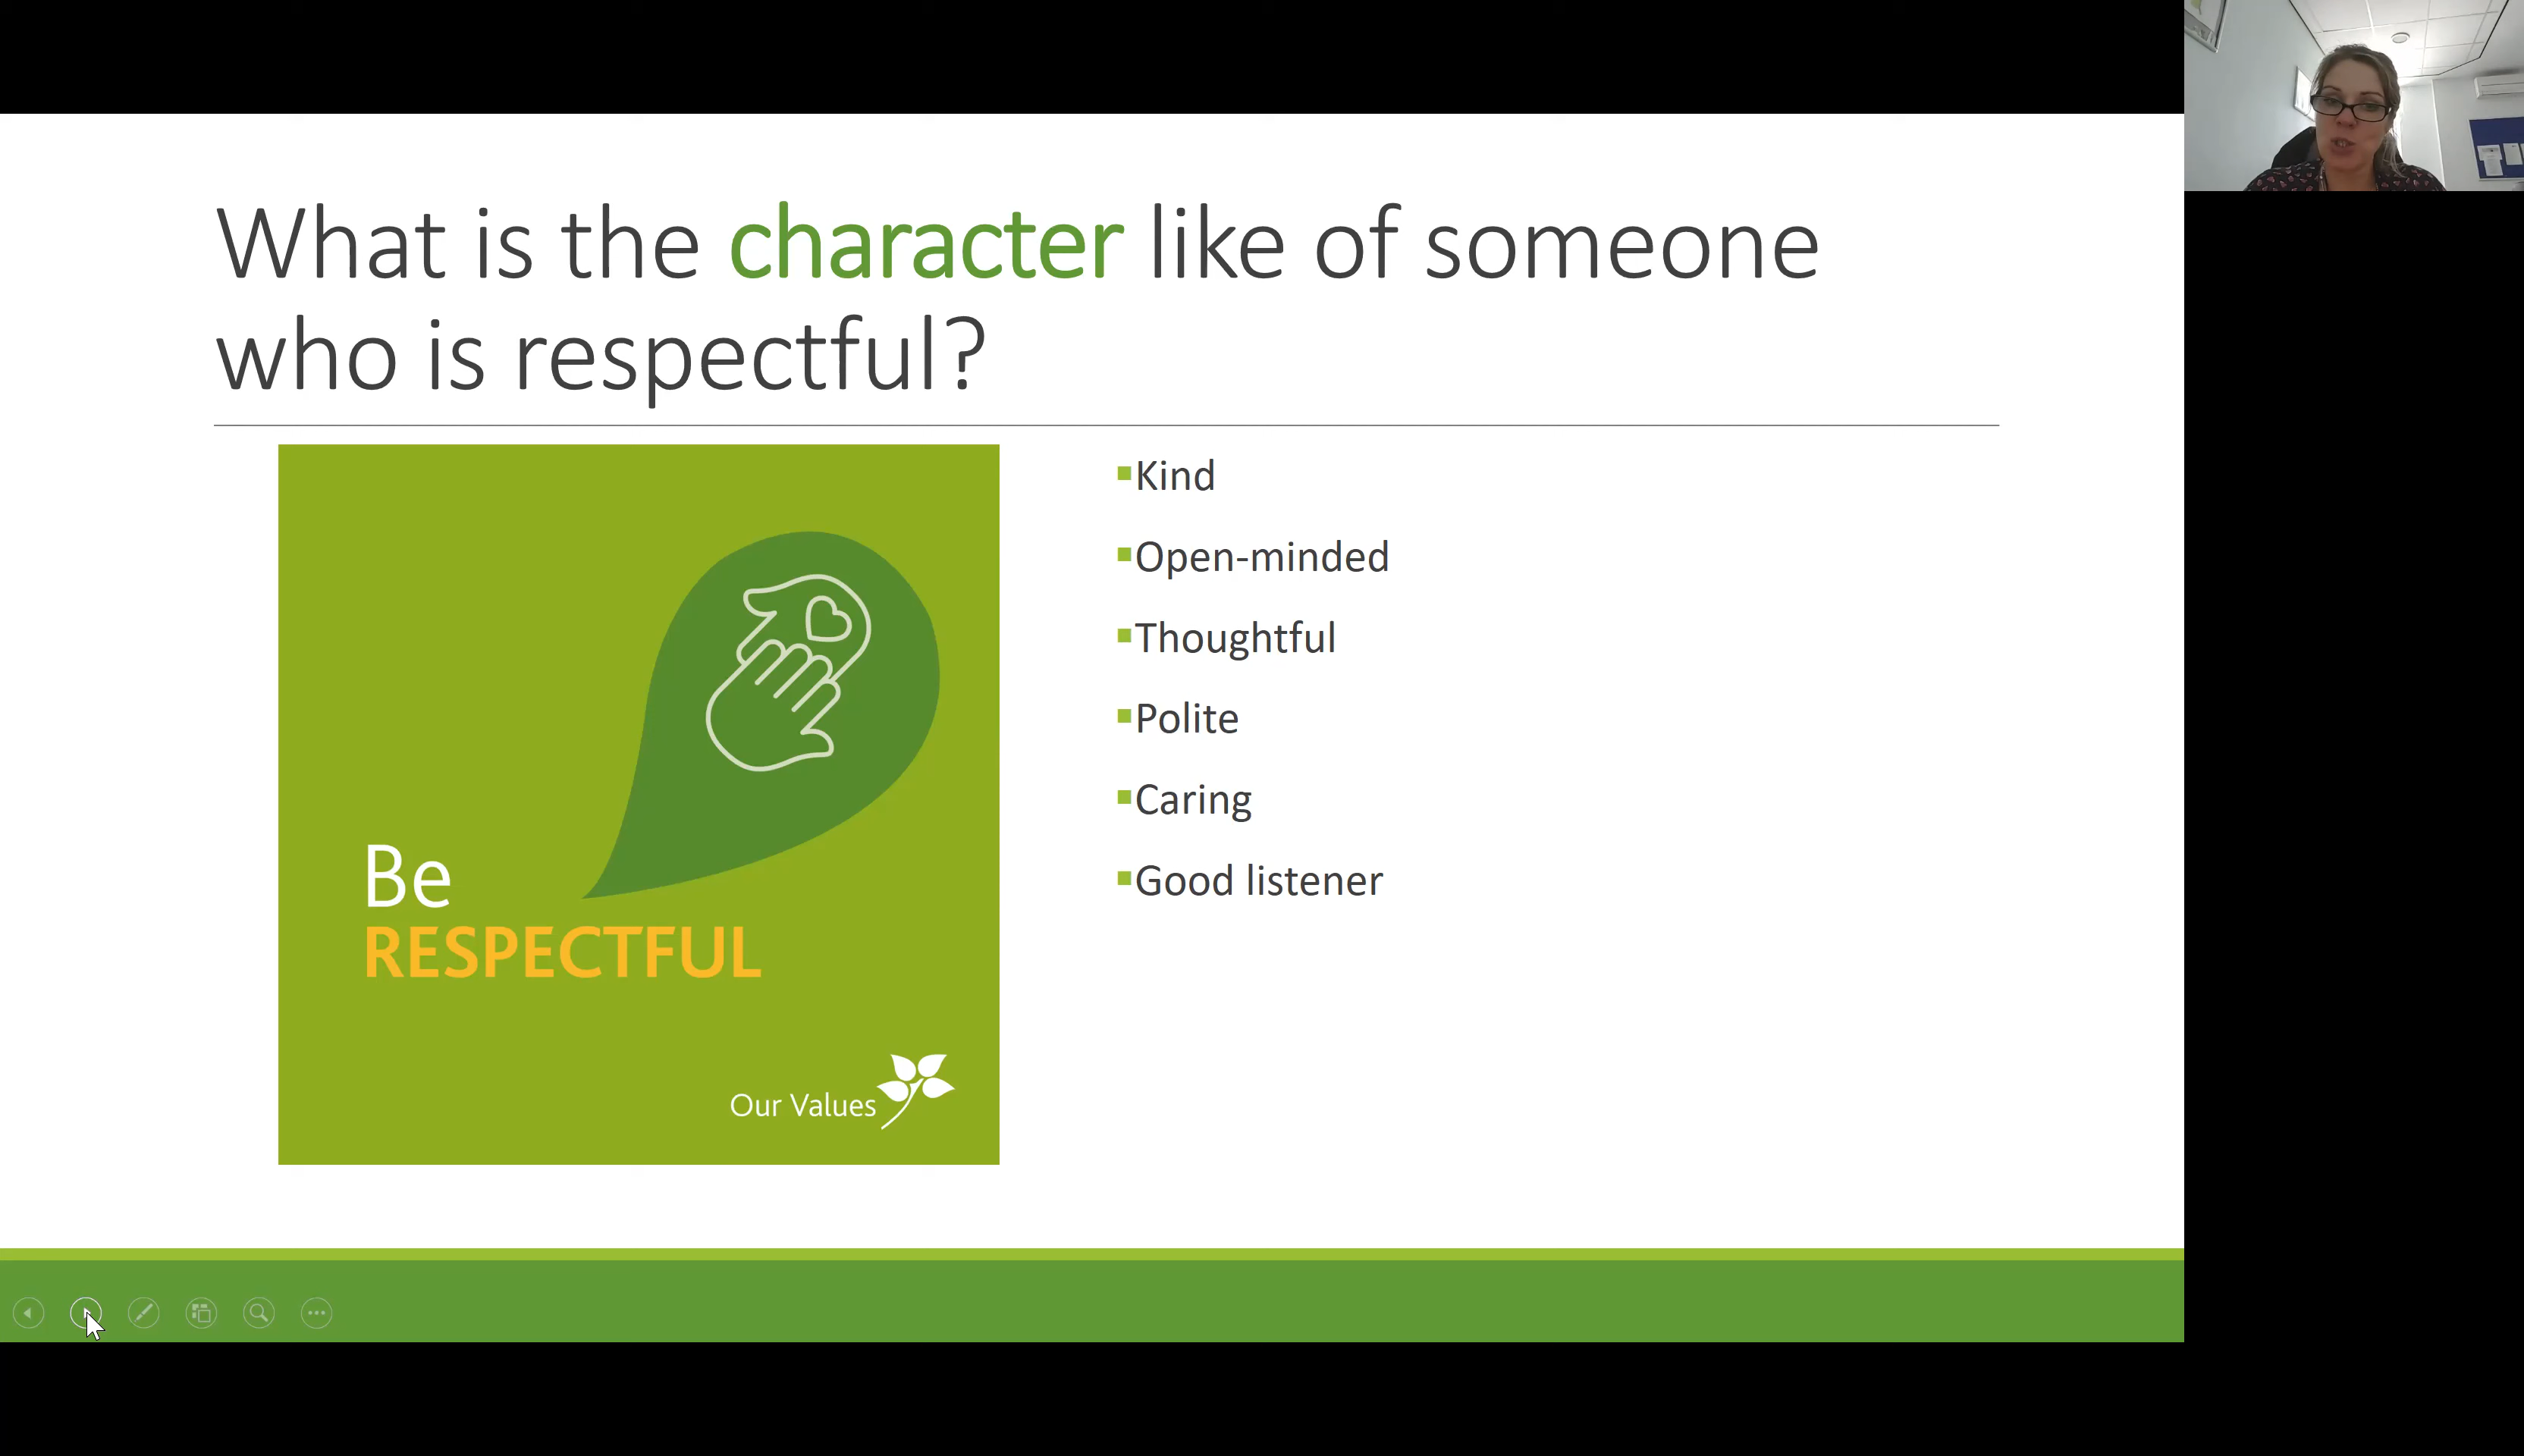 What is the character like of someone
who is respectful?
Kind
Open-minded
Thoughtful
Polite
Caring
Good listener
Be
RESPECTFUL
Our Values